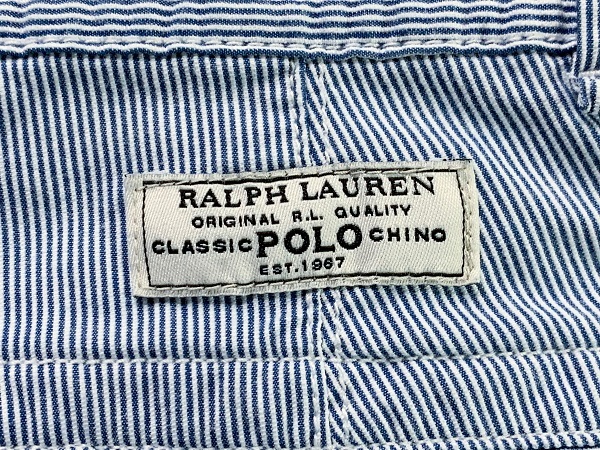 RALPH LAUREN
ORIGINAL R.L. QUALITY
CLASSIC POLO CHINO
EST.1967